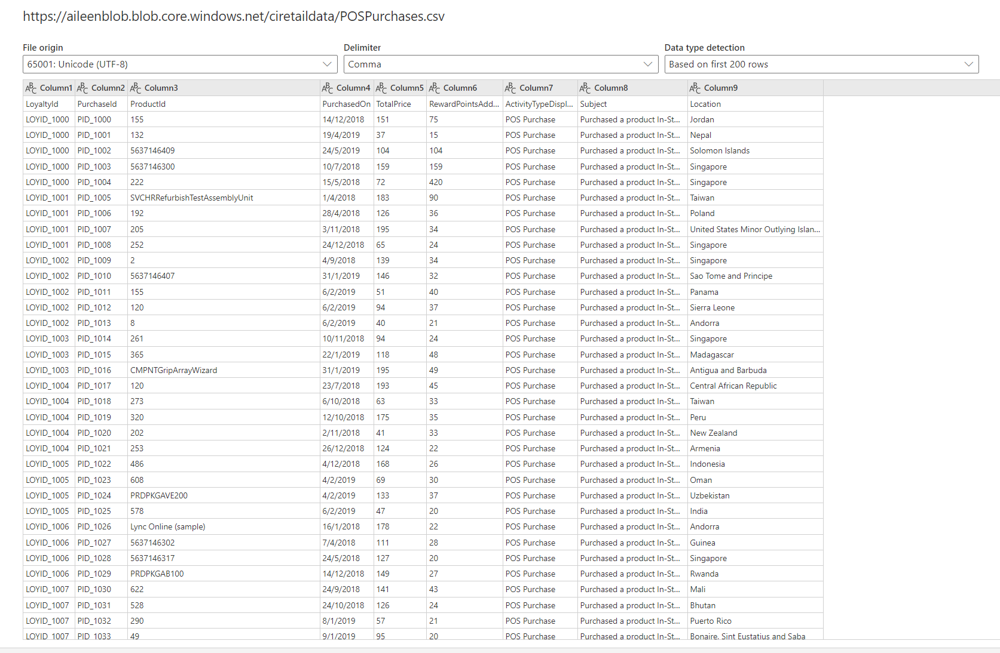 https://aileenblob.blob.core.windows.net/ciretaildata/POSPurchases.csv
File origin Delimiter Data type detection
65001: Unicode (UTF-8) Comma Based on first 200 rows
ABC Column1 ABC Column2 ABC Column3 ABC Column4 ABC Column5 ABC Column6 ABC Column7 ABC Column8 ABC Column9
LoyaltyId PurchaseId ProductId PurchasedOn TotalPrice RewardPointsAdd... ActivityTypeDispl... Subject Location
LOYID_1000 PID_1000 155 14/12/2018 151 75 POS Purchase Purchased a product In-St... Jordan
LOYID_1000 PID_1001 132 19/4/2019 37 15 POS Purchase Purchased a product In-St... Nepal
LOYID_1000 PID_1002 5637146409 24/5/2019 104 104 POS Purchase Purchased a product In-St... Solomon Islands
LOYID_1000 PID_1003 5637146300 10/7/2018 159 159 POS Purchase Purchased a product In-St... Singapore
LOYID_1000 PID_1004 222 15/5/2018 72 420 POS Purchase Purchased a product In-St... Singapore
LOYID_1001 PID_1005 SVCHRRefurbishTestAssemblyUnit 1/4/2018 183 90 POS Purchase Purchased a product In-St... Taiwan
LOYID_1001 PID_1006 192 28/4/2018 126 36 POS Purchase Purchased a product In-St... Poland
LOYID_1001 PID_1007 205 3/11/2018 195 34 POS Purchase Purchased a product In-St... United States Minor Outlying Islan...
LOYID_1001 PID_1008 252 24/12/2018 65 24 POS Purchase Purchased a product In-St... Singapore
LOYID_1002 PID_1009 2 4/9/2018 139 34 POS Purchase Purchased a product In-St... Singapore
LOYID_1002 PID_1010 5637146407 31/1/2019 146 32 POS Purchase Purchased a product In-St... Sao Tome and Principe
LOYID_1002 PID_1011 155 6/2/2019 51 40 POS Purchase Purchased a product In-St... Panama
LOYID_1002 PID_1012 120 6/2/2019 94 37 POS Purchase Purchased a product In-St... Sierra Leone
LOYID_1002 PID_1013 8 6/2/2019 40 21 POS Purchase Purchased a product In-St... Andorra
LOYID_1003 PID_1014 261 10/11/2018 94 24 POS Purchase Purchased a product In-St... Singapore
LOYID_1003 PID_1015 365 22/1/2019 118 48 POS Purchase Purchased a product In-St... Madagascar
LOYID_1003 PID_1016 CMPNTGripArrayWizard 31/1/2019 195 49 POS Purchase Purchased a product In-St... Antigua and Barbuda
LOYID_1004 PID_1017 120 23/7/2018 193 45 POS Purchase Purchased a product In-St... Central African Republic
LOYID_1004 PID_1018 273 6/10/2018 63 33 POS Purchase Purchased a product In-St... Taiwan
LOYID_1004 PID_1019 320 12/10/2018 175 35 POS Purchase Purchased a product In-St... Peru
LOYID_1004 PID_1020 202 2/11/2018 41 33 POS Purchase Purchased a product In-St... New Zealand
LOYID_1004 PID_1021 253 26/12/2018 124 22 POS Purchase Purchased a product In-St... Armenia
LOYID_1005 PID_1022 486 4/12/2018 168 26 POS Purchase Purchased a product In-St... Indonesia
LOYID_1005 PID_1023 608 4/2/2019 69 30 POS Purchase Purchased a product In-St... Oman
LOYID_1005 PID_1024 PRDPKGAVE200 4/2/2019 133 37 POS Purchase Purchased a product In-St... Uzbekistan
LOYID_1005 PID_1025 578 6/2/2019 47 20 POS Purchase Purchased a product In-St... India
LOYID_1006 PID_1026 Lync Online (sample) 16/1/2018 178 22 POS Purchase Purchased a product In-St... Andorra
LOYID_1006 PID_1027 5637146302 7/4/2018 111 28 POS Purchase Purchased a product In-St... Guinea
LOYID_1006 PID_1028 5637146317 24/5/2018 127 20 POS Purchase Purchased a product In-St... Singapore
LOYID_1006 PID_1029 PRDPKGAB100 14/12/2018 149 27 POS Purchase Purchased a product In-St... Rwanda
LOYID_1007 PID_1030 622 24/9/2018 141 43 POS Purchase Purchased a product In-St... Mali
LOYID_1007 PID_1031 528 24/10/2018 126 24 POS Purchase Purchased a product In-St... Bhutan
LOYID_1007 PID_1032 290 8/1/2019 57 21 POS Purchase Purchased a product In-St... Puerto Rico
LOYID_1007 PID_1033 49 9/1/2019 95 20 POS Purchase Purchased a product In-St... Bonaire, Sint Eustatius and Saba